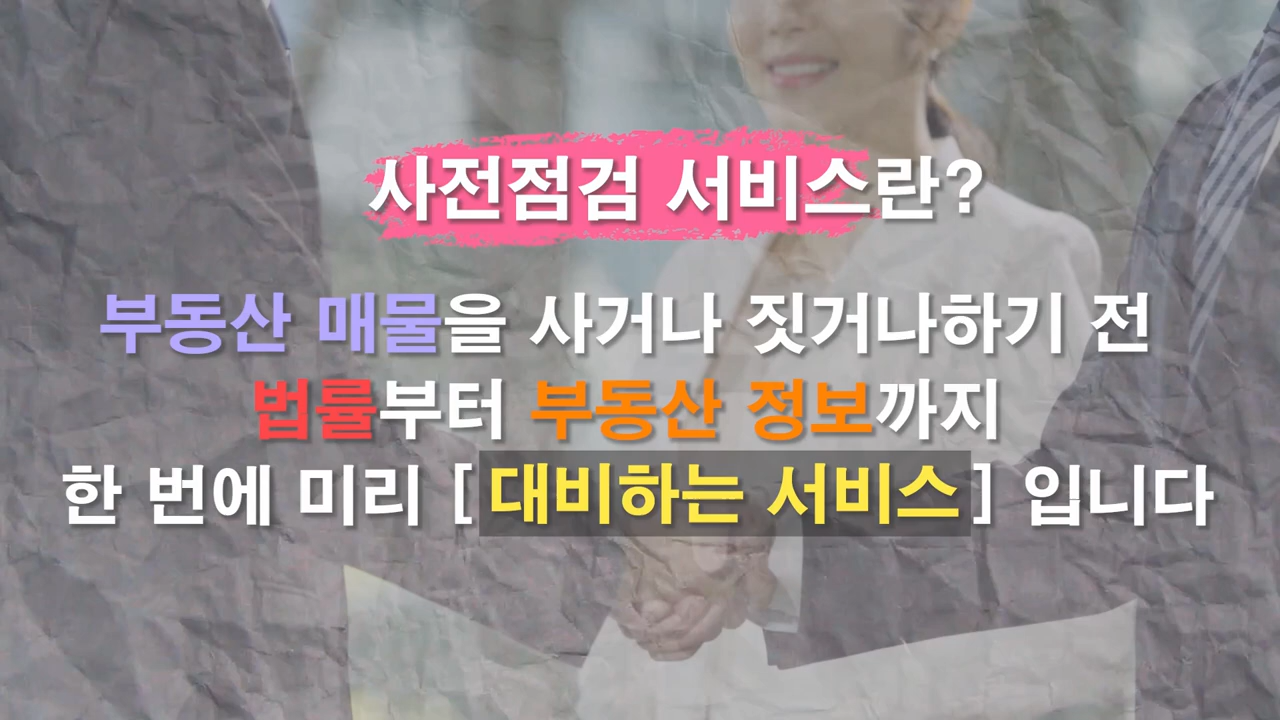 사전점검 서비스란?
부동산 매물을 사거나 짓거나하기 전
법률부터 부동산 정보까지
한 번에 미리 [대비하는 서비스] 입니다